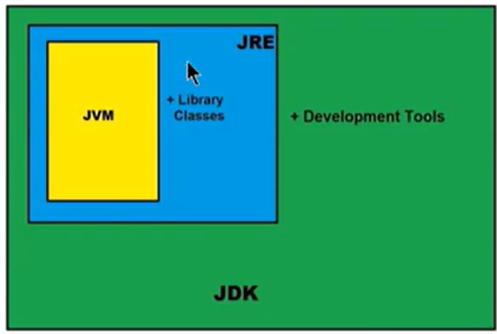 JRE
JVM
+ Library
Classes
+ Development Tools
JDK